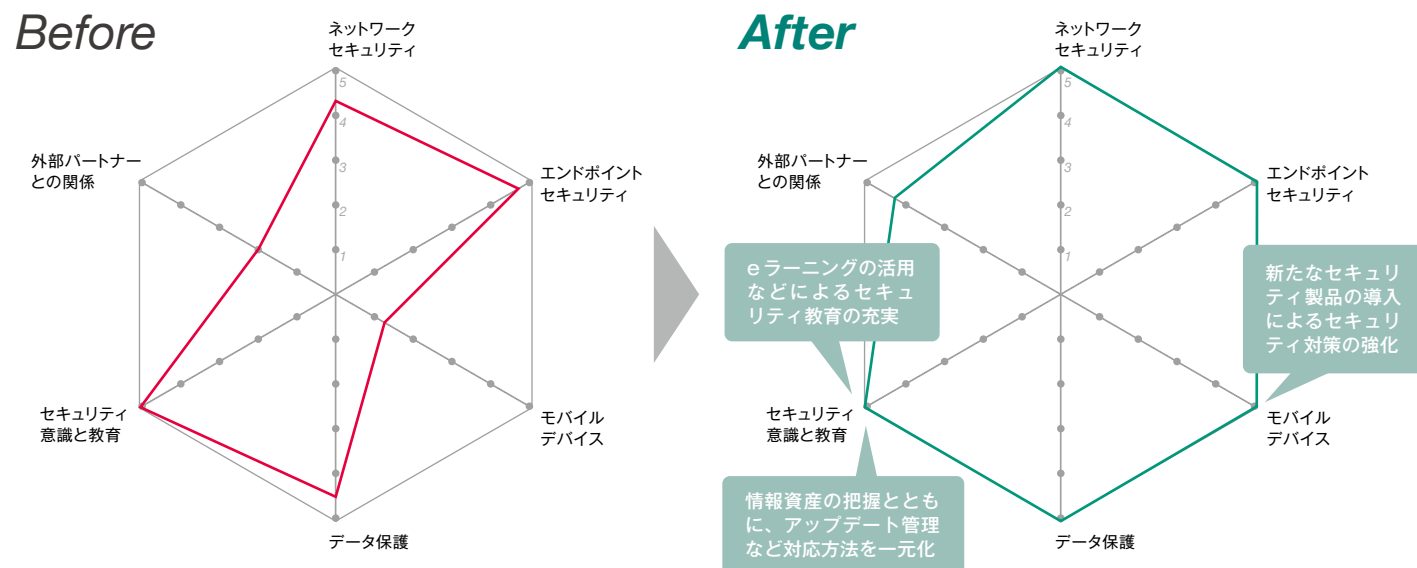 Before
ネットワーク
セキュリティ
5
4
3
2
1
エンドポイント
セキュリティ
モバイル
デバイス
データ保護
セキュリティ
意識と教育
外部パートナー
との関係
After
ネットワーク
セキュリティ
5
4
3
2
1
エンドポイント
セキュリティ
新たなセキュリ
ティ製品の導入
によるセキュリ
ティ対策の強化
モバイル
デバイス
データ保護
情報資産の把握ととも
に、アップデート管理
など対応方法を一元化
セキュリティ
意識と教育
eラーニングの活用
などによるセキュ
リティ教育の充実
外部パートナー
との関係